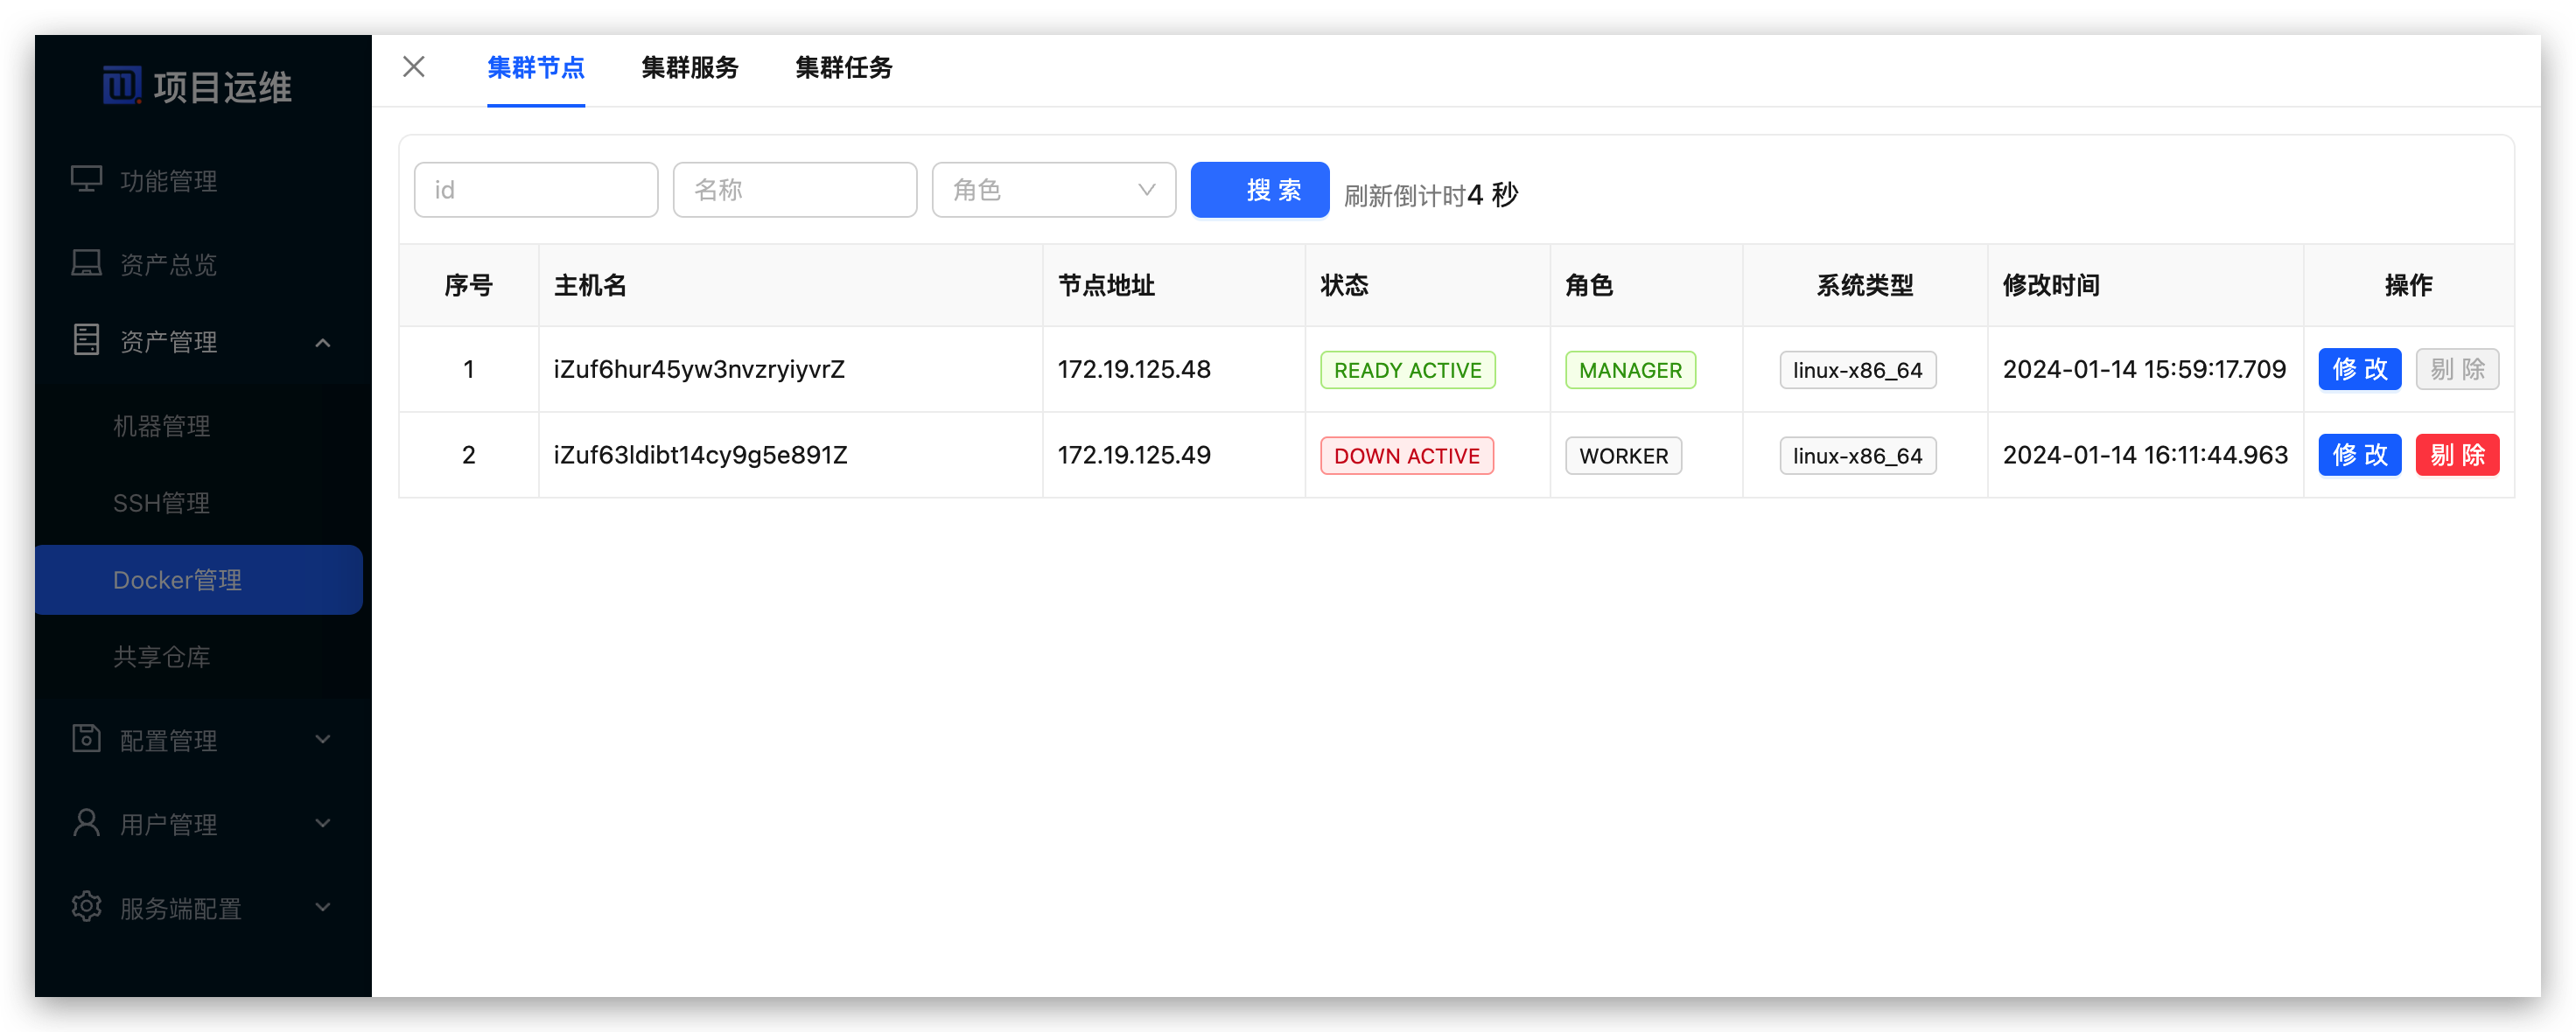 项目运维
功能管理
资产总览
资产管理
机器管理
SSH管理
Docker管理
共享仓库
配置管理
用户管理
服务端配置
集群节点 集群服务 集群任务
id 名称 角色 搜 索 刷新倒计时4 秒
序号 主机名 节点地址 状态 角色 系统类型 修改时间 操作
1 iZuf6hur45yw3nvzryiyvrZ 172.19.125.48 READY ACTIVE MANAGER linux-x86_64 2024-01-14 15:59:17.709 修 改 剔 除
2 iZuf63ldibt14cy9g5e891Z 172.19.125.49 DOWN ACTIVE WORKER linux-x86_64 2024-01-14 16:11:44.963 修 改 剔 除